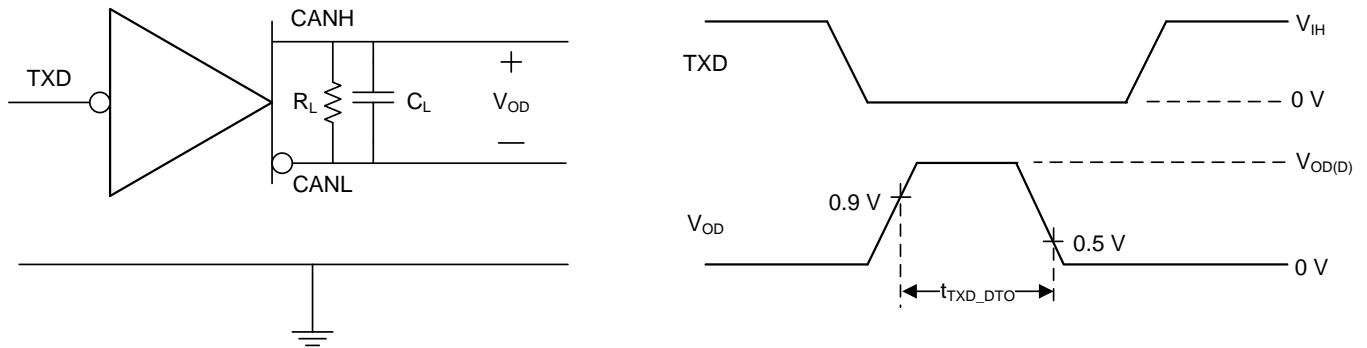 CANH
TXD
R_L
C_L
+
V_OD
—
CANL
V_IH
TXD
0 V
V_OD(D)
0.9 V
V_OD
0.5 V
0 V
t_TXD_DTO